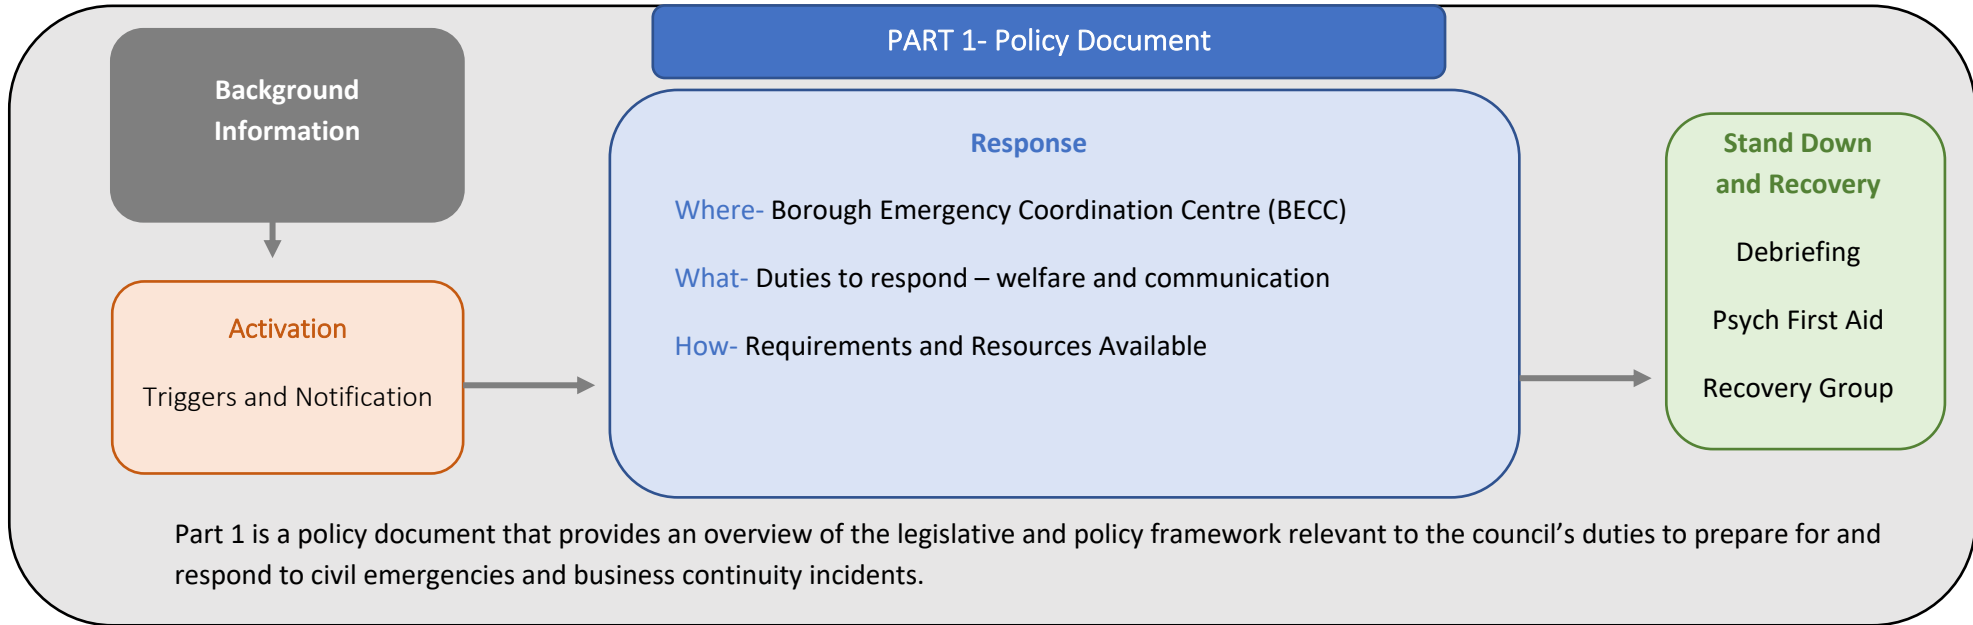 PART 1- Policy Document
Background
Information
Activation
Triggers and Notification
Response
Where- Borough Emergency Coordination Centre (BECC)
What- Duties to respond – welfare and communication
How- Requirements and Resources Available
Stand Down
and Recovery
Debriefing
Psych First Aid
Recovery Group
Part 1 is a policy document that provides an overview of the legislative and policy framework relevant to the council’s duties to prepare for and
respond to civil emergencies and business continuity incidents.